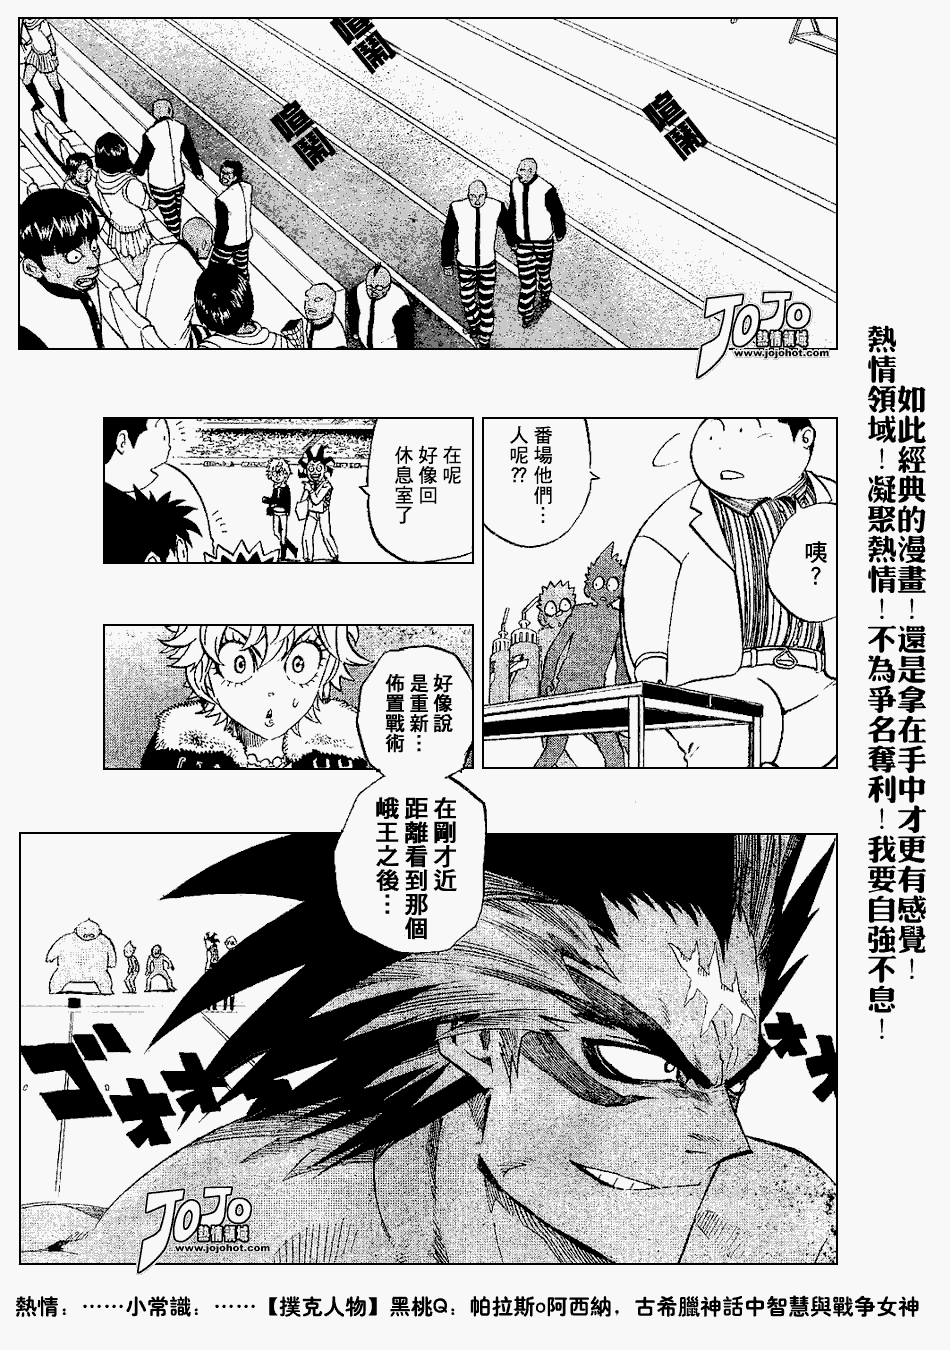 喧鬧
喧鬧
喧鬧
JOJO
熱情領域
www.jojohot.com
咦?
番場他們…
人呢??
在呢
好像回
休息室了
好像說
是重新…
佈置戰術
在剛才近
距離看到那個
峨王之後…
ゴオオオ
オオ
JOJO
熱情領域
www.jojohot.com
如此經典的漫畫!還是拿在手中才更有感覺!
熱情領域!凝聚熱情!不為爭名奪利!我要自強不息!
熱情：……小常識：……【撲克人物】黑桃Q：帕拉斯o阿西納，古希臘神話中智慧與戰爭女神